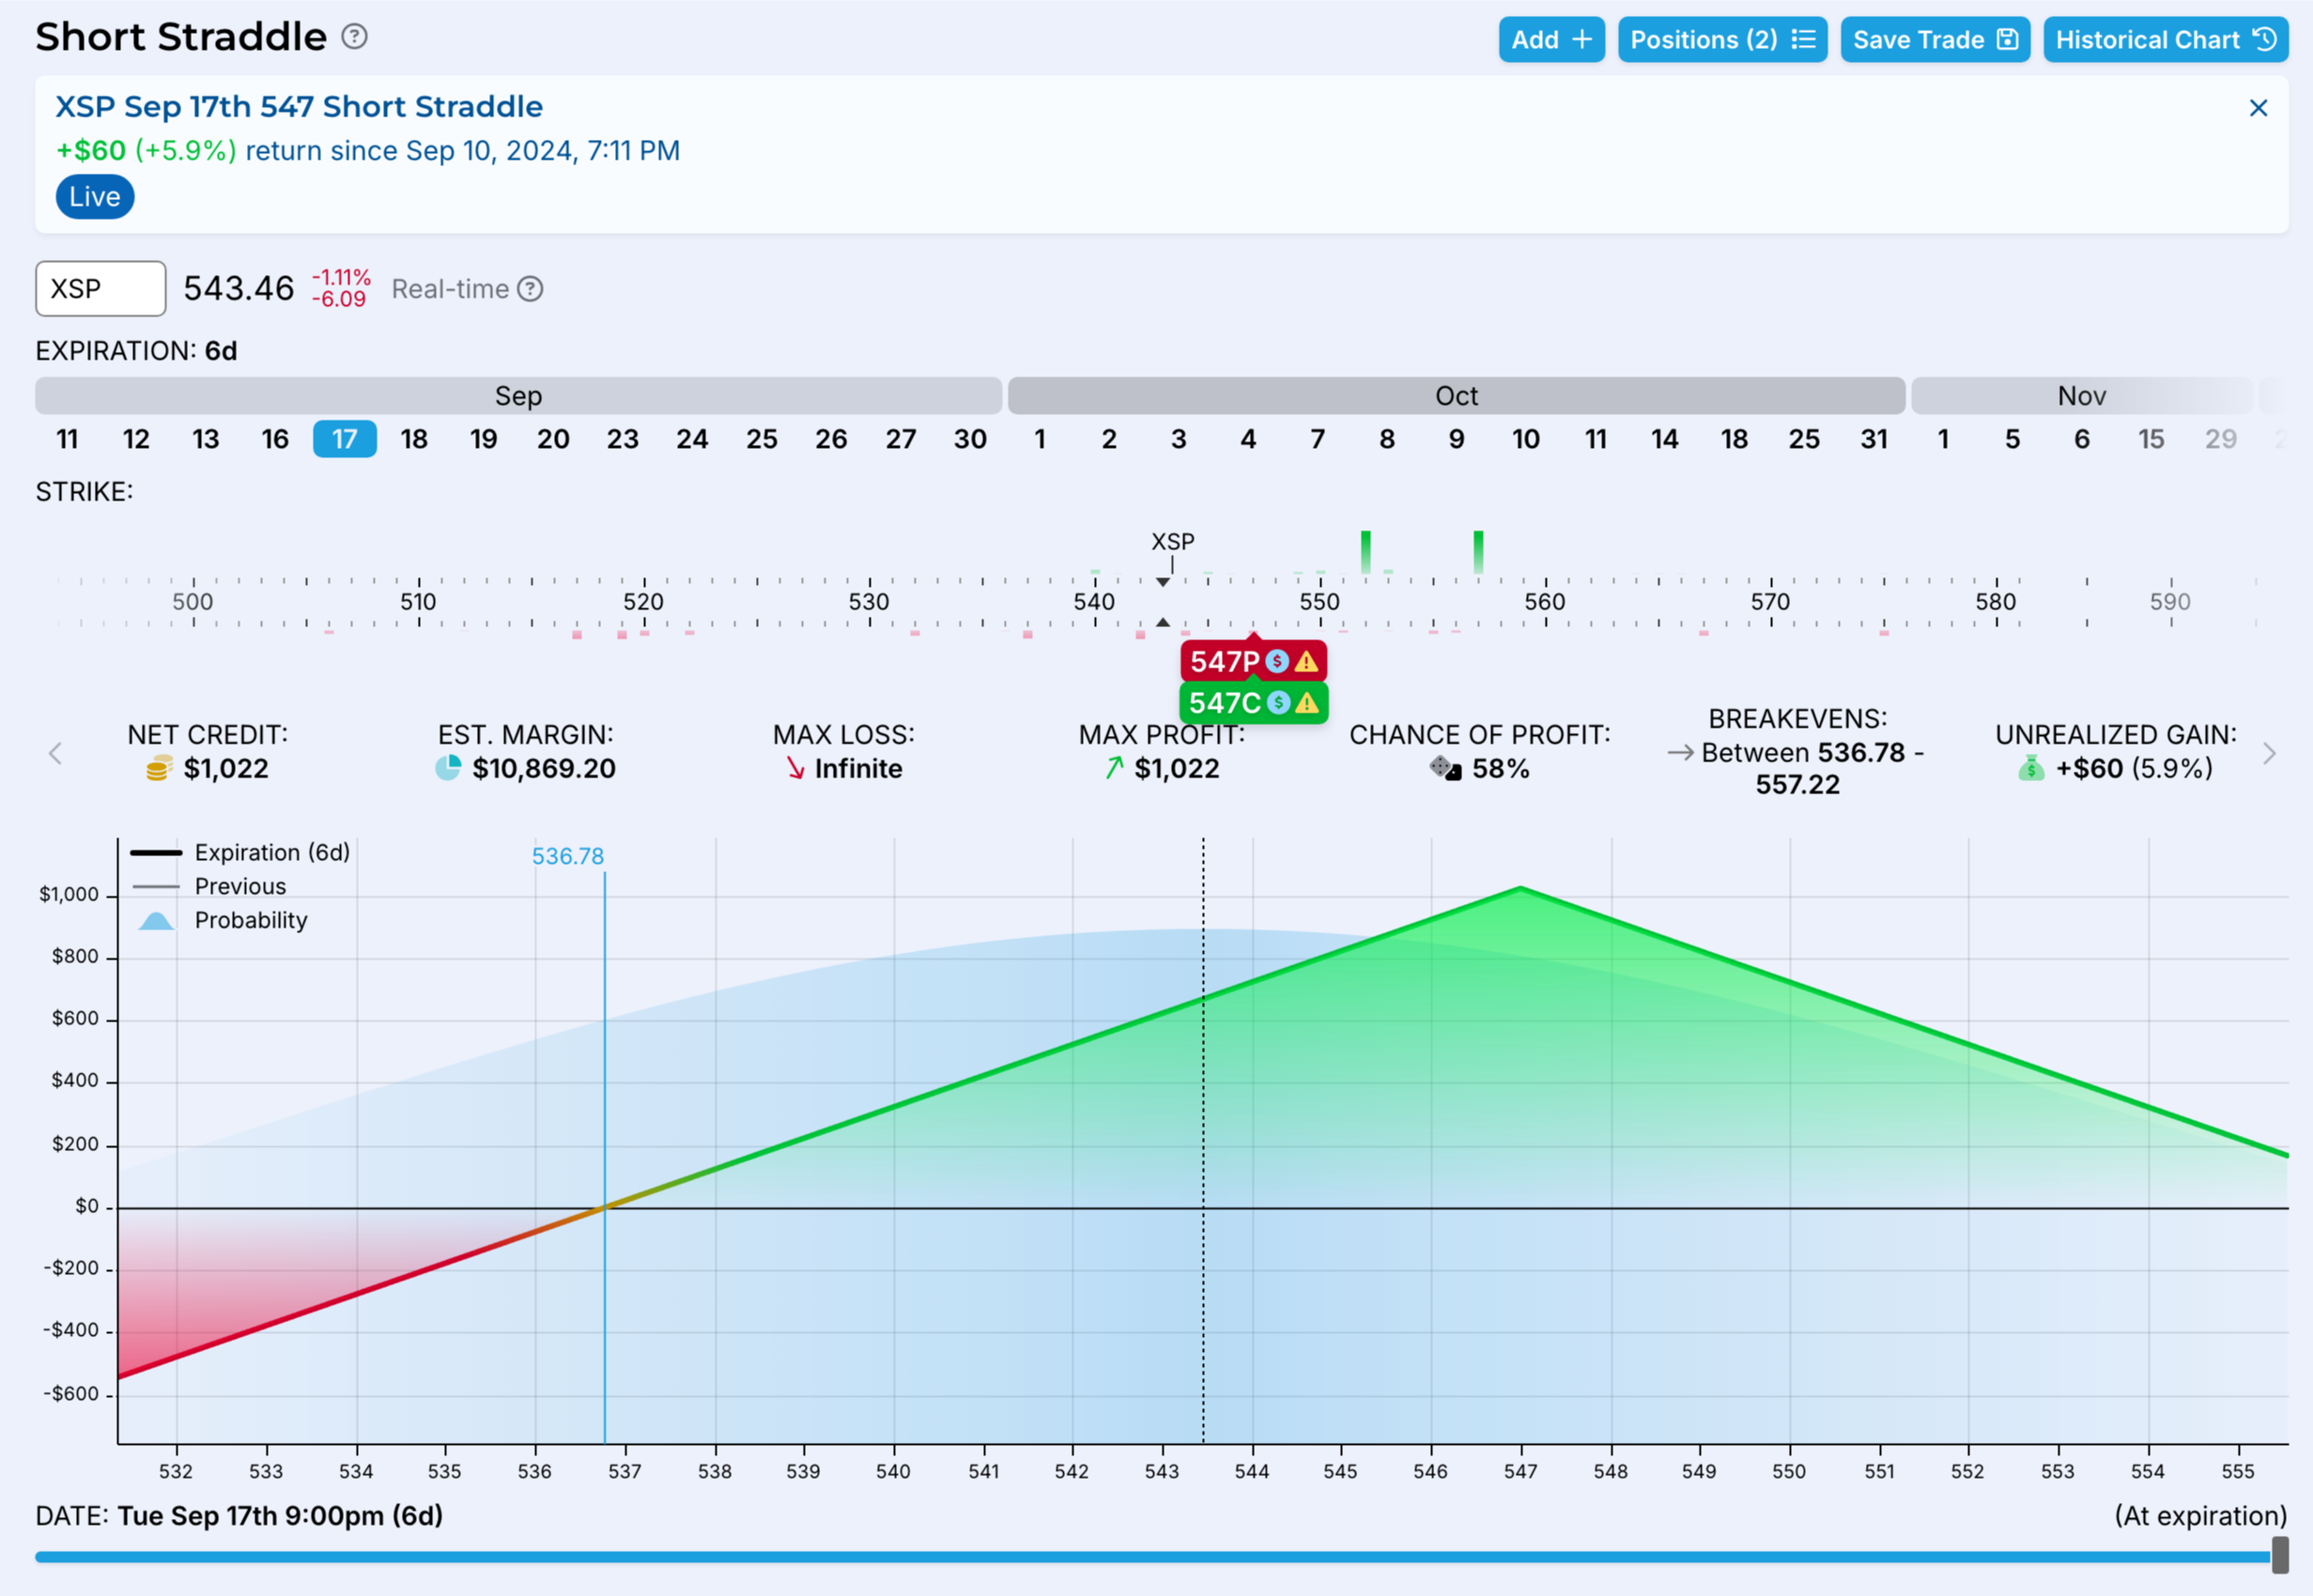 Short Straddle
Add
Positions (2)
Save Trade
Historical Chart
XSP Sep 17th 547 Short Straddle
+$60 (+5.9%) return since Sep 10, 2024, 7:11 PM
Live
XSP 543.46 -1.11% -6.09 Real-time
EXPIRATION: 6d
Sep Oct Nov
11 12 13 16 17 18 19 20 23 24 25 26 27 30 1 2 3 4 7 8 9 10 11 14 18 25 31 1 5 6 15 29
STRIKE:
XSP
500 510 520 530 540 550 560 570 580 590
547P
547C
NET CREDIT:
$1,022
EST. MARGIN:
$10,869.20
MAX LOSS:
Infinite
MAX PROFIT:
$1,022
CHANCE OF PROFIT:
58%
BREAKEVENS:
Between 536.78 -
557.22
UNREALIZED GAIN:
+$60 (5.9%)
Expiration (6d)
Previous
Probability
536.78
$1,000
$800
$600
$400
$200
$0
-$200
-$400
-$600
532 533 534 535 536 537 538 539 540 541 542 543 544 545 546 547 548 549 550 551 552 553 554 555
DATE: Tue Sep 17th 9:00pm (6d)
(At expiration)